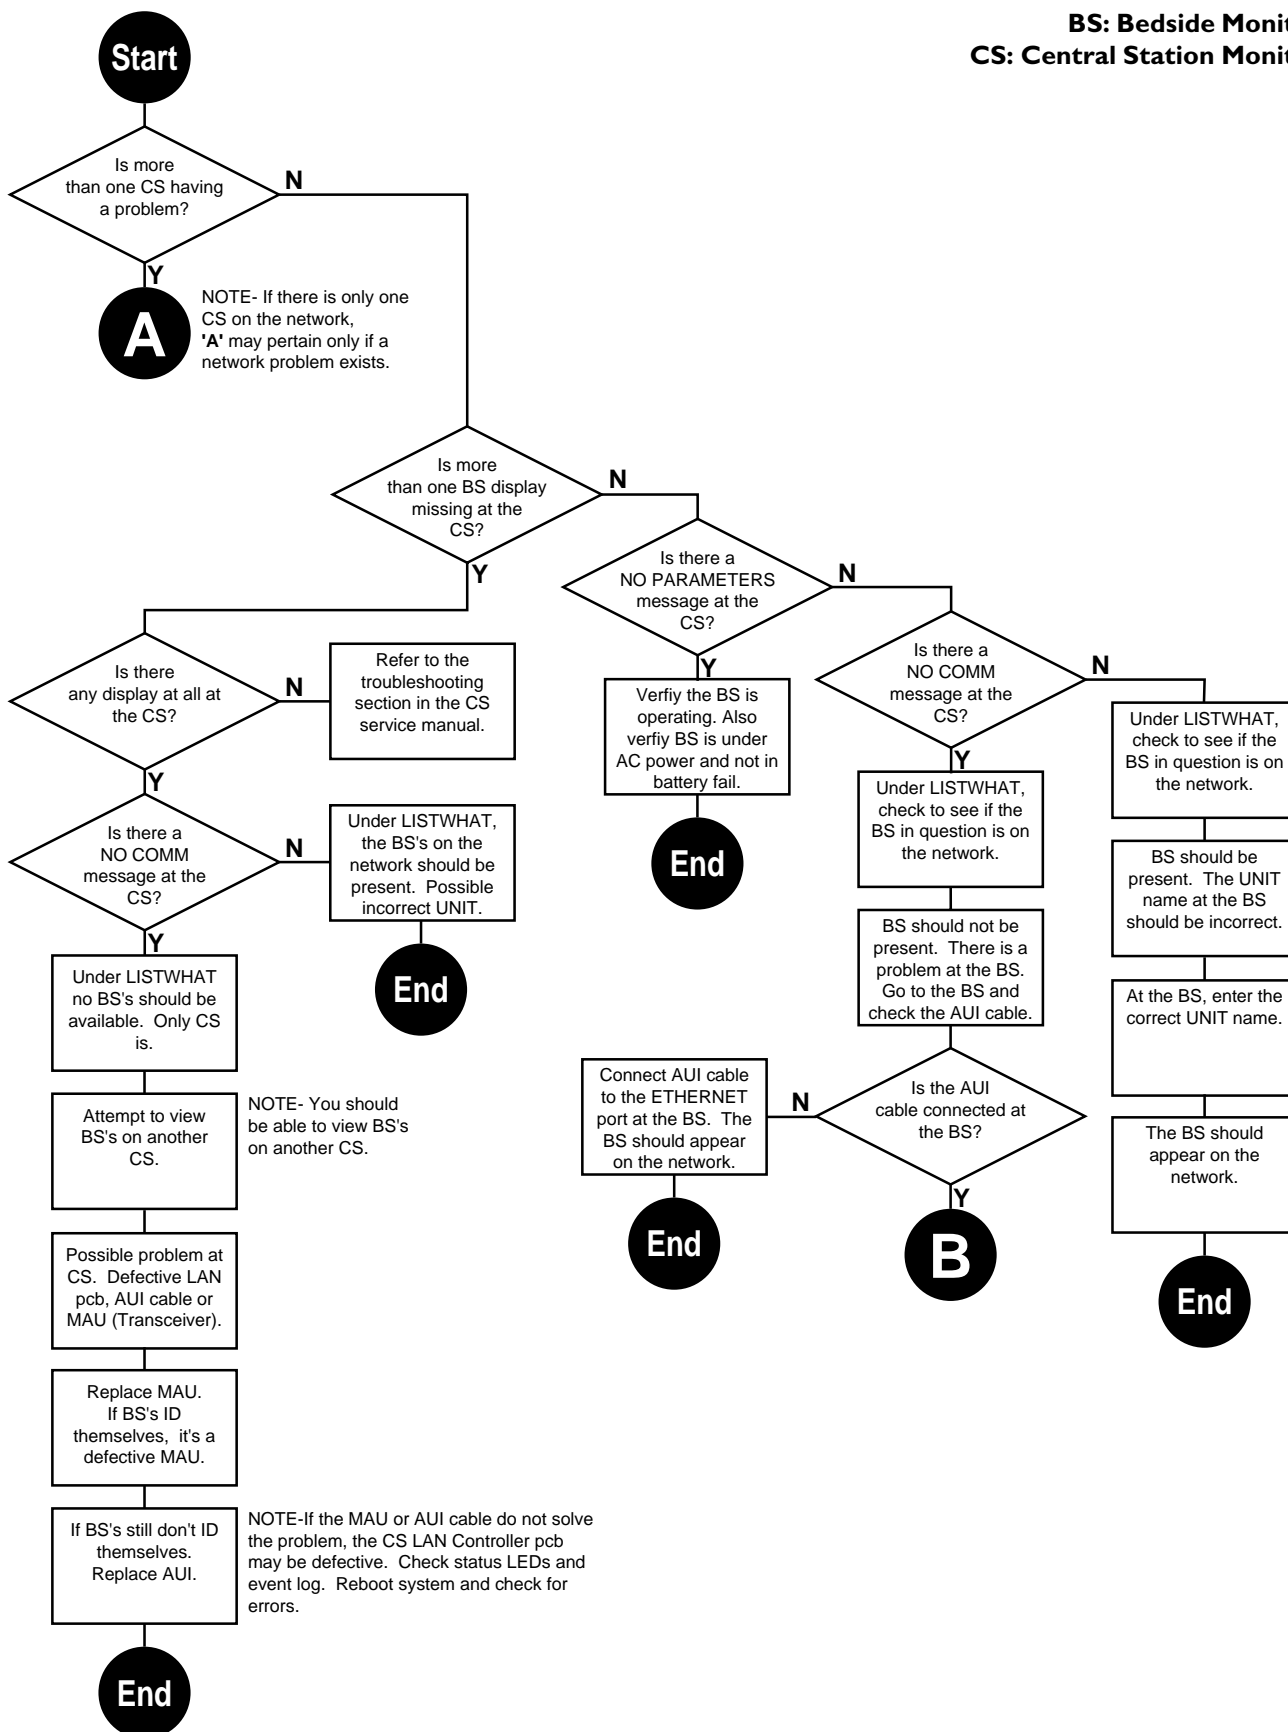 BS: Bedside Monit
CS: Central Station Monit
Start
Is more
than one CS having
a problem?
N
Y
A
NOTE- If there is only one
CS on the network,
'A' may pertain only if a
network problem exists.
Is more
than one BS display
missing at the
CS?
N
Y
Is there a
NO PARAMETERS
message at the
CS?
N
Y
Verfiy the BS is
operating. Also
verfiy BS is under
AC power and not in
battery fail.
End
Is there a
NO COMM
message at the
CS?
N
Y
Under LISTWHAT,
check to see if the
BS in question is on
the network.
BS should be
present. The UNIT
name at the BS
should be incorrect.
At the BS, enter the
correct UNIT name.
The BS should
appear on the
network.
End
Under LISTWHAT,
check to see if the
BS in question is on
the network.
BS should not be
present. There is a
problem at the BS.
Go to the BS and
check the AUI cable.
Is the AUI
cable connected at
the BS?
N
Y
Connect AUI cable
to the ETHERNET
port at the BS. The
BS should appear
on the network.
End
B
Is there
any display at all at
the CS?
N
Y
Refer to the
troubleshooting
section in the CS
service manual.
Is there a
NO COMM
message at the
CS?
N
Y
Under LISTWHAT,
the BS's on the
network should be
present. Possible
incorrect UNIT.
End
Under LISTWHAT
no BS's should be
available. Only CS
is.
Attempt to view
BS's on another
CS.
NOTE- You should
be able to view BS's
on another CS.
Possible problem at
CS. Defective LAN
pcb, AUI cable or
MAU (Transceiver).
Replace MAU.
If BS's ID
themselves, it's a
defective MAU.
If BS's still don't ID
themselves.
Replace AUI.
NOTE-If the MAU or AUI cable do not solve
the problem, the CS LAN Controller pcb
may be defective. Check status LEDs and
event log. Reboot system and check for
errors.
End